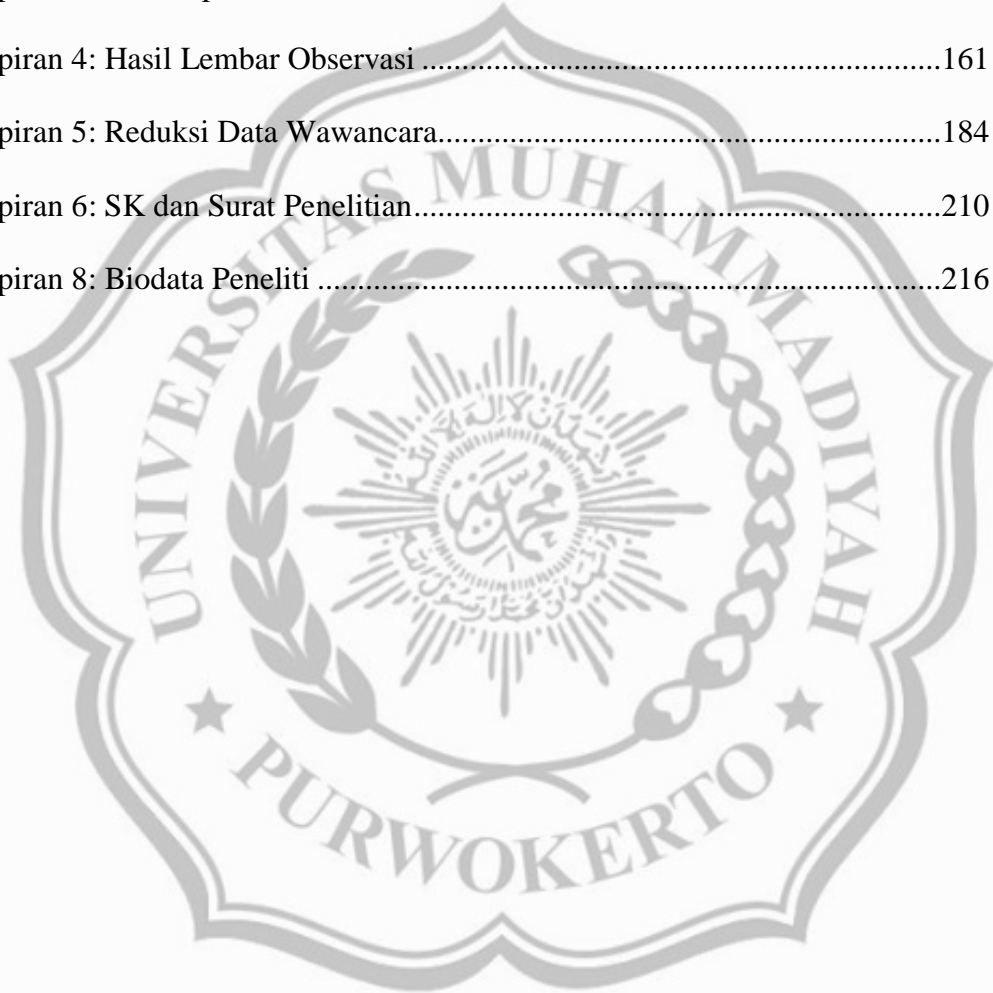 piran 4: Hasil Lembar Observasi ................................................................161
piran 5: Reduksi Data Wawancara..............................................................184
piran 6: SK dan Surat Penelitian.................................................................210
piran 8: Biodata Peneliti .............................................................................216
UNIVERSITAS MUHAMMADIYAH
PURWOKERTO